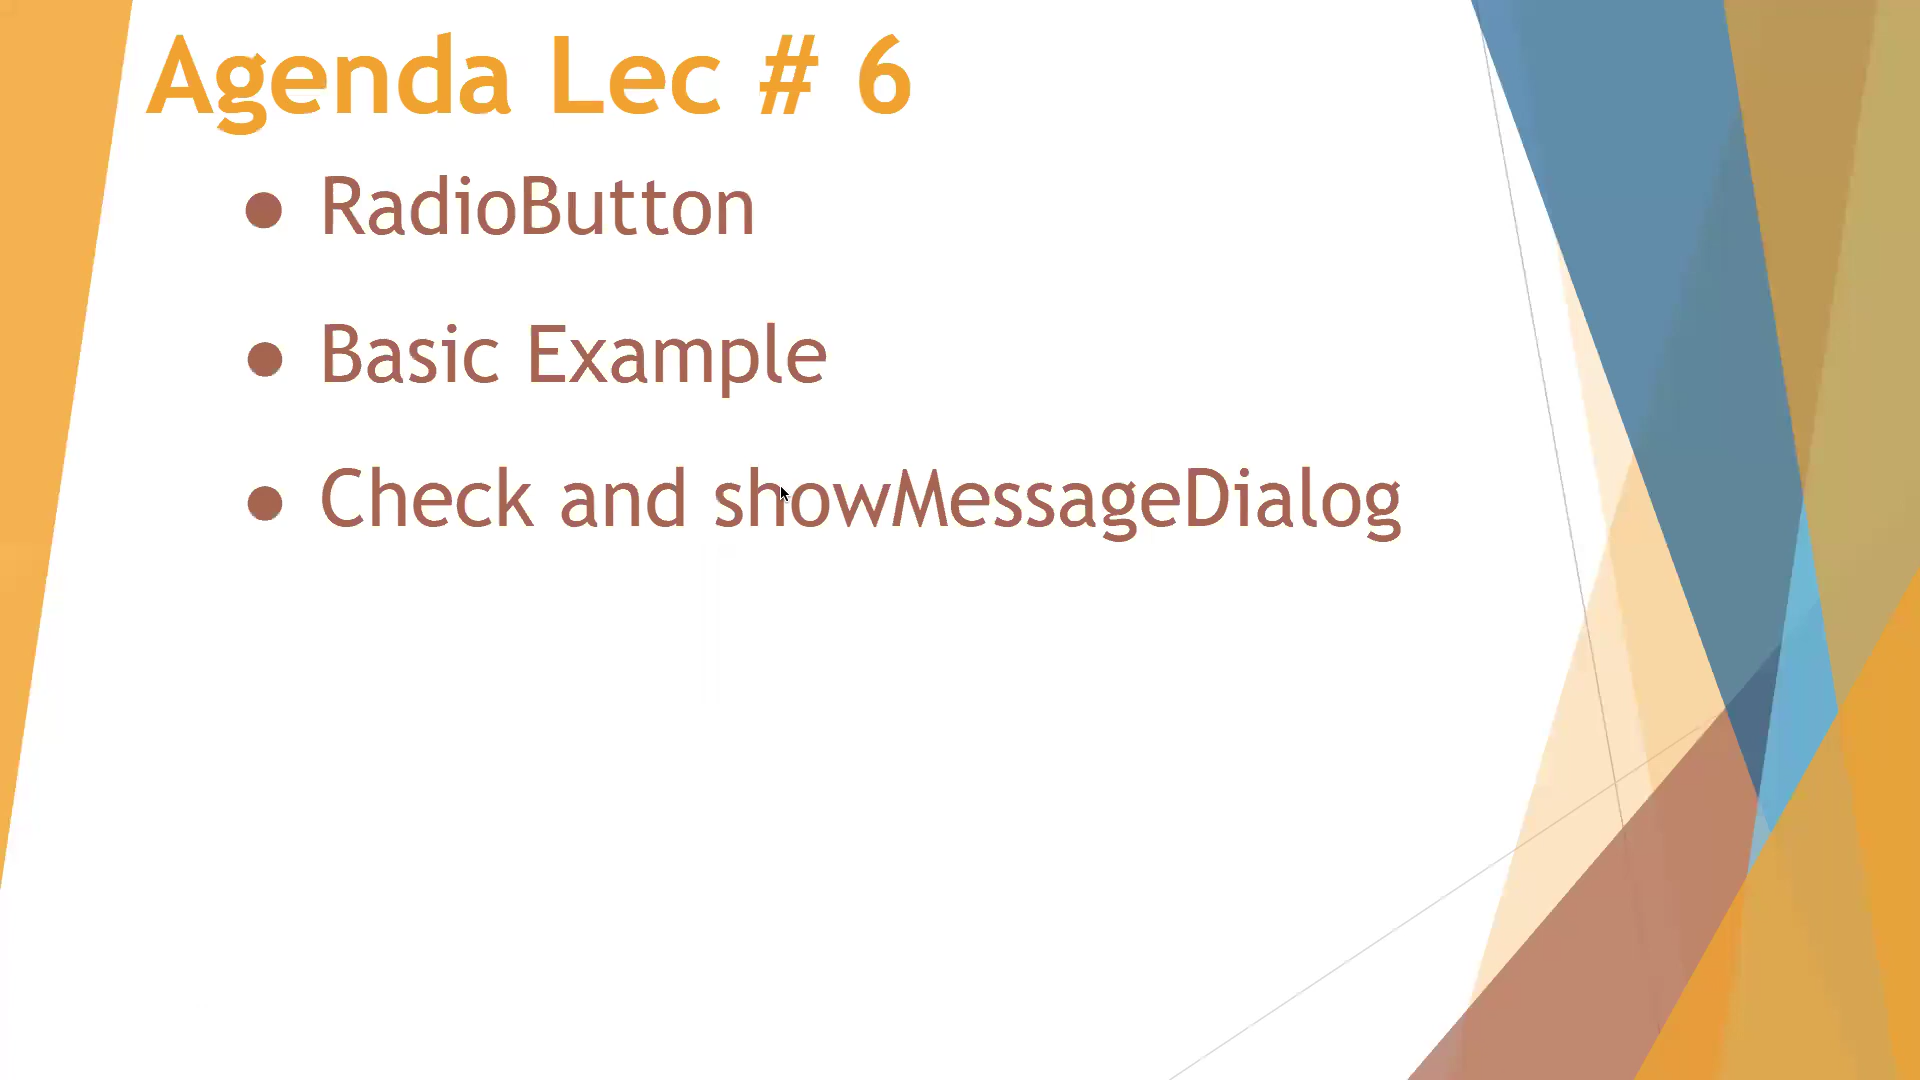 Agenda Lec # 6
● RadioButton
● Basic Example
● Check and showMessageDialog